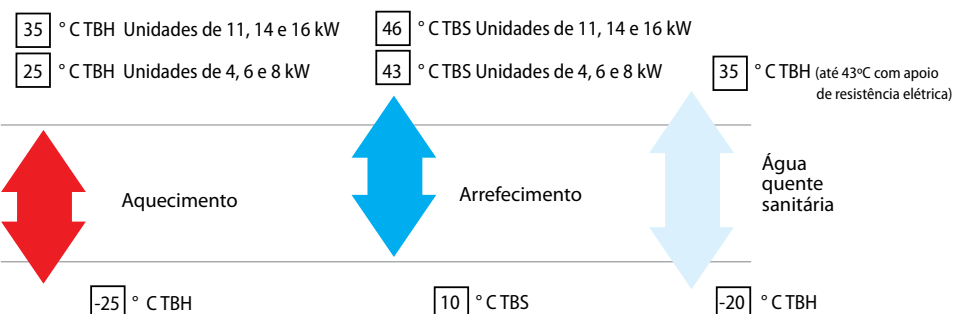 35 ° C TBH Unidades de 11, 14 e 16 kW
25 ° C TBH Unidades de 4, 6 e 8 kW
46 ° C TBS Unidades de 11, 14 e 16 kW
43 ° C TBS Unidades de 4, 6 e 8 kW
35 ° C TBH (até 43ºC com apoio
de resistência elétrica)
Aquecimento
Arrefecimento
Água
quente
sanitária
-25 ° C TBH
10 ° C TBS
-20 ° C TBH